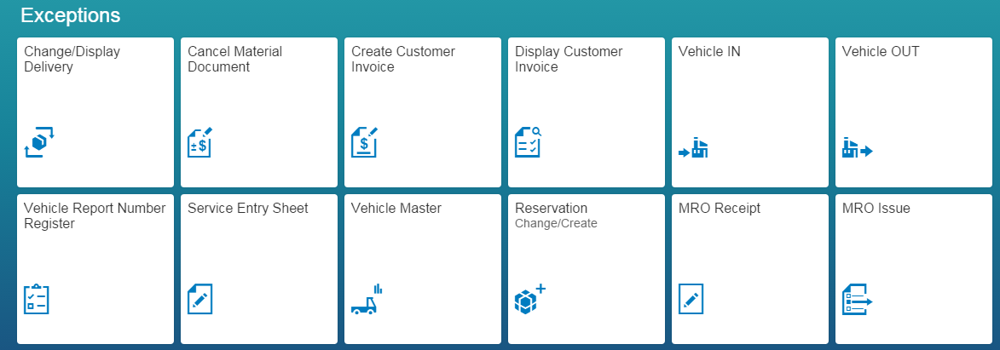 Exceptions
Change/Display
Delivery
Cancel Material
Document
Create Customer
Invoice
Display Customer
Invoice
Vehicle IN
Vehicle OUT
Vehicle Report Number
Register
Service Entry Sheet
Vehicle Master
Reservation
Change/Create
MRO Receipt
MRO Issue